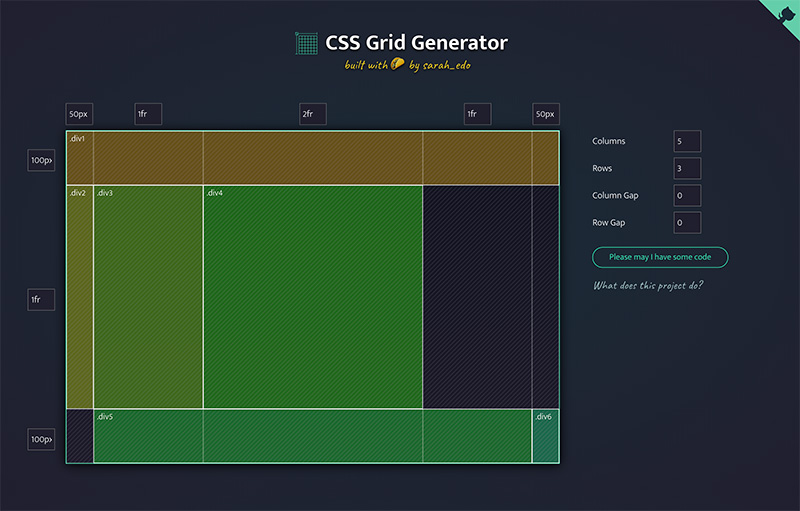 CSS Grid Generator
built with by sarah_edo
50px 1fr 2fr 1fr 50px
100px
1fr
100px
.div1
.div2 .div3 .div4
.div5 .div6
Columns 5
Rows 3
Column Gap 0
Row Gap 0
Please may I have some code
What does this project do?